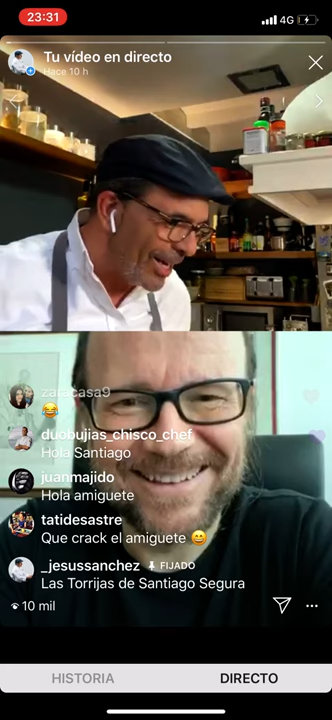 23:31
4G
Tu vídeo en directo
Hace 10 h
zaracasa9
😂
duobujias_chisco_chef
Hola Santiago
juanmajido
Hola amiguete
tatidesastre
Que crack el amiguete 😄
_jesussanchez FIJADO
Las Torrijas de Santiago Segura
10 mil
HISTORIA DIRECTO